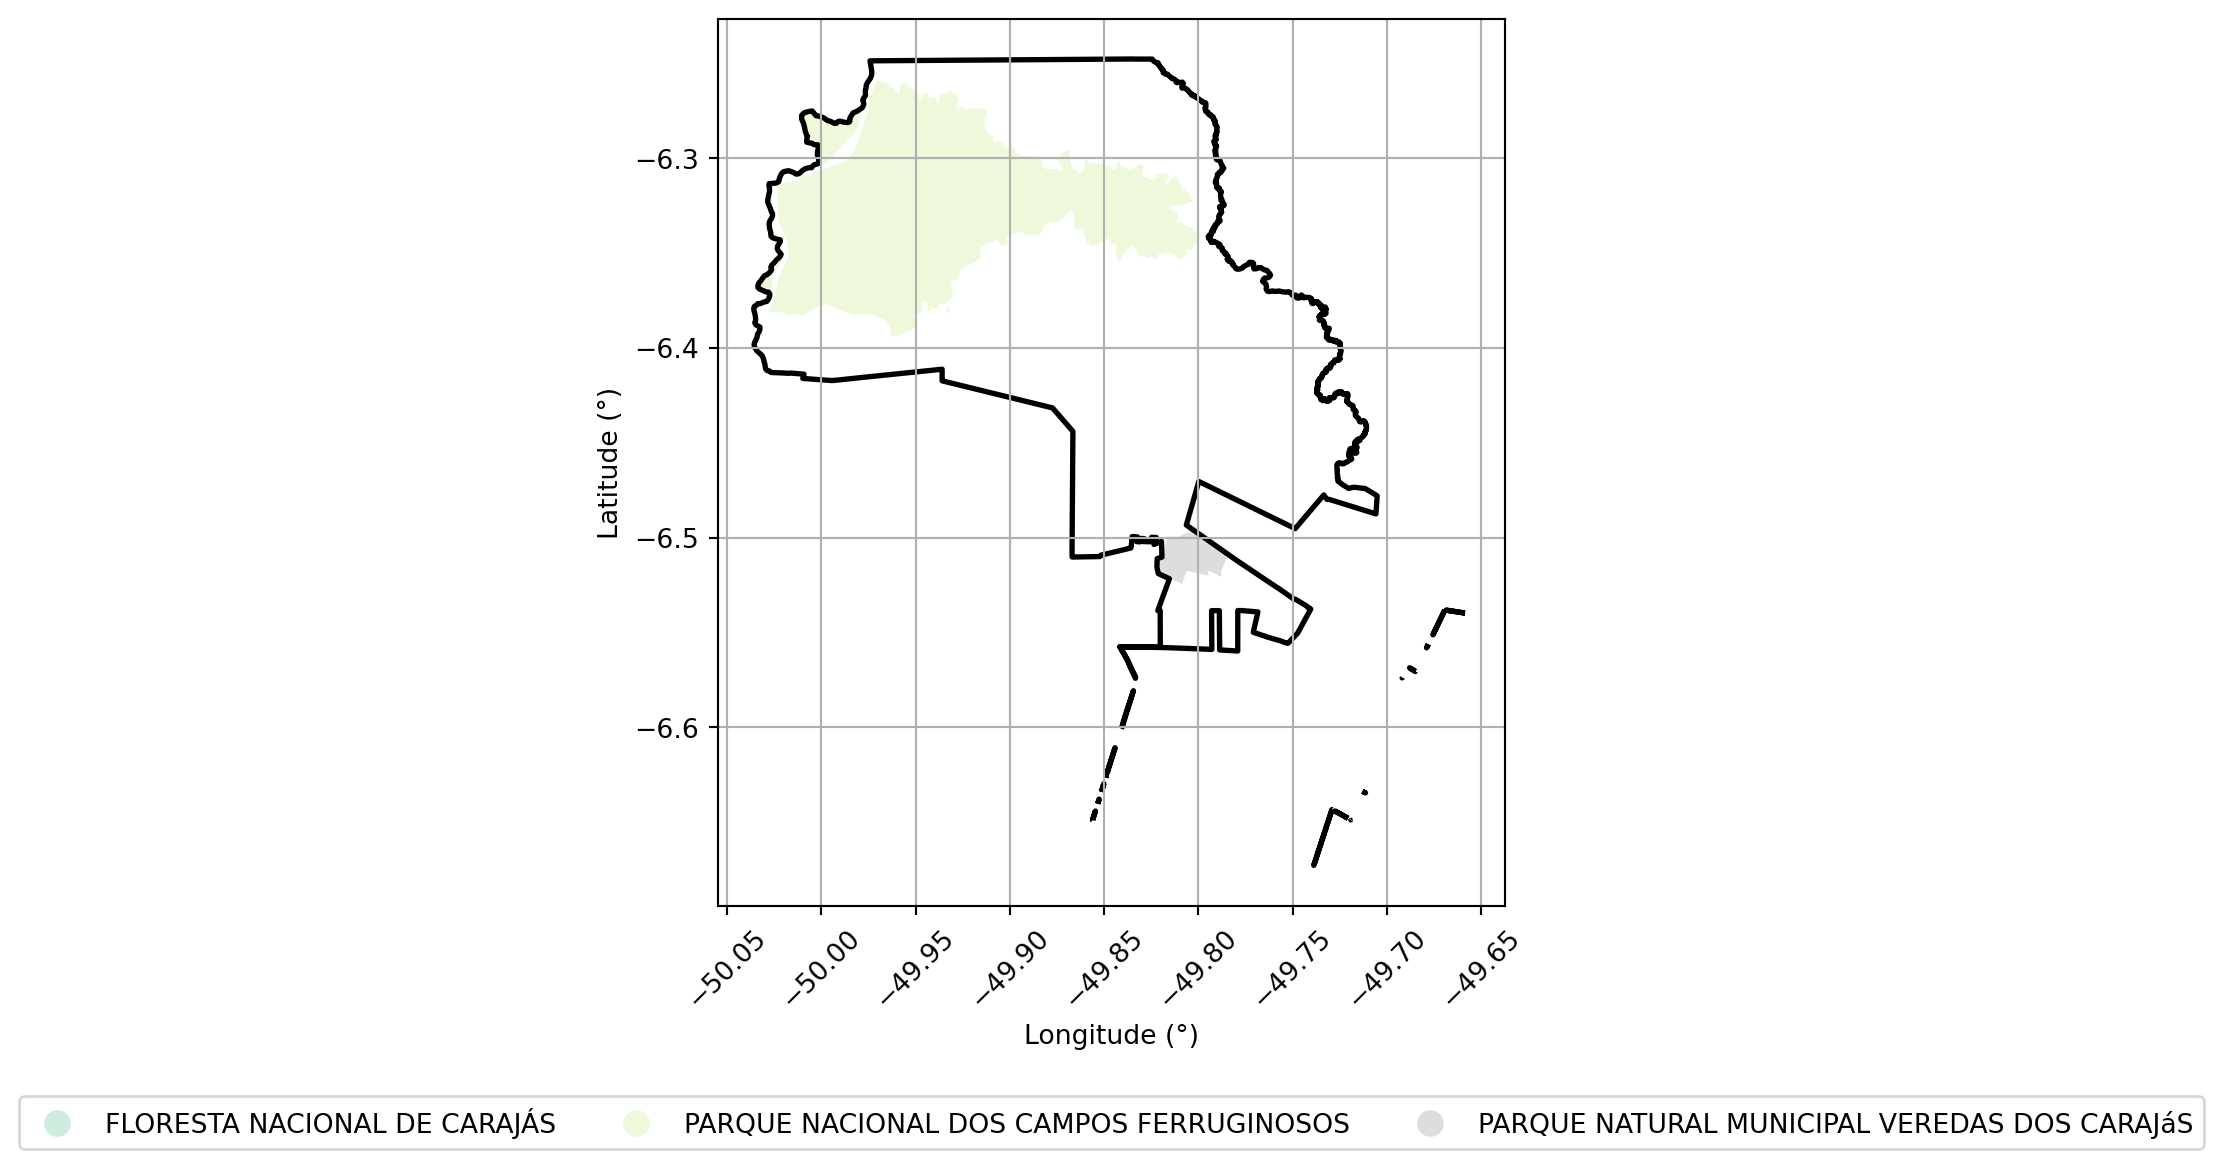 −6.3
−6.4
−6.5
−6.6
Latitude (°)
−50.05
−50.00
−49.95
−49.90
−49.85
−49.80
−49.75
−49.70
−49.65
Longitude (°)
FLORESTA NACIONAL DE CARAJÁS
PARQUE NACIONAL DOS CAMPOS FERRUGINOSOS
PARQUE NATURAL MUNICIPAL VEREDAS DOS CARAJáS